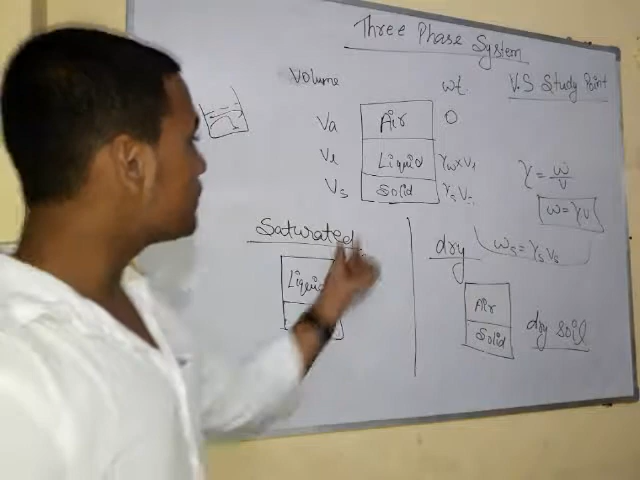 Three Phase System
Volume
wt.
V.S Study Point
Va
Air
0
Vl
Liquid
γw×Vl
Vs
Solid
γs Vs
γ = w/v
w = γV
ws = γs Vs
Saturated
Liquid
dry
Air
Solid
dry soil